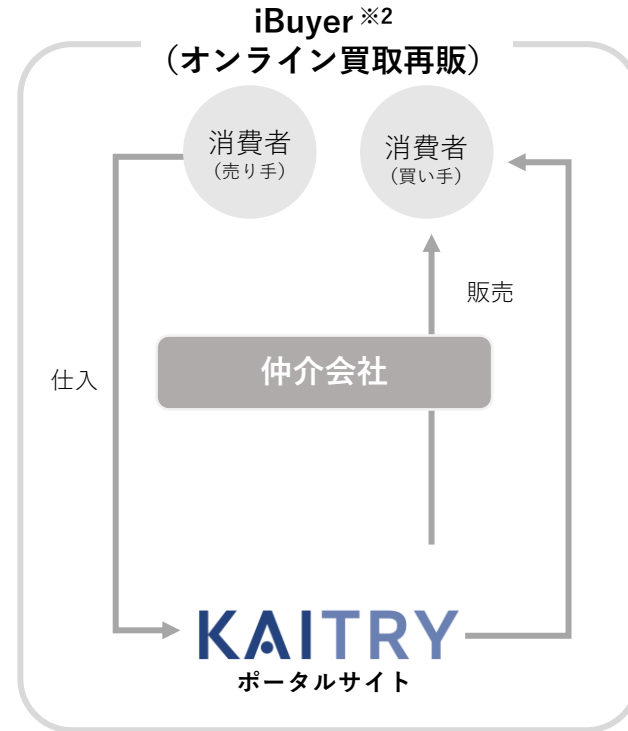 iBuyer ※2
（オンライン買取再販）
消費者
（売り手）
消費者
（買い手）
販売
仲介会社
仕入
KAITRY
ポータルサイト